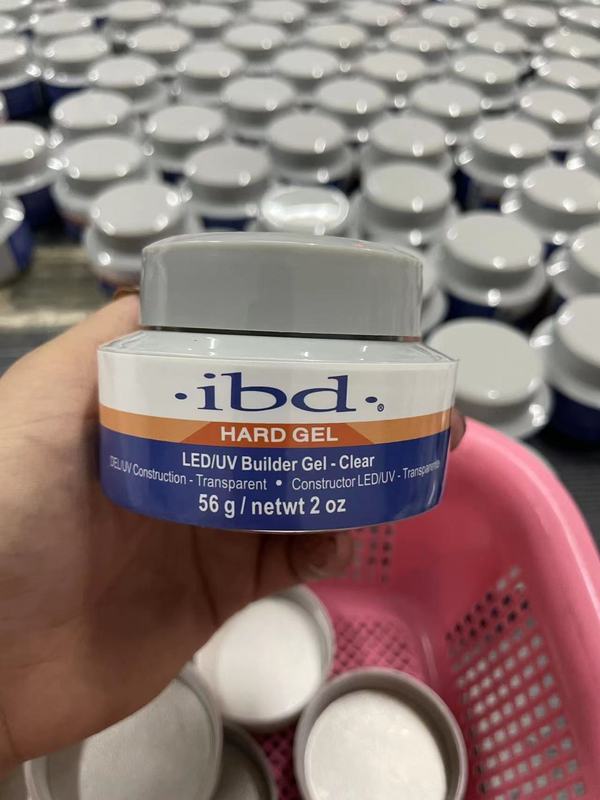 ·ibd·®
HARD GEL
LED/UV Builder Gel - Clear
DEL/UV Construction - Transparent • Constructor LED/UV - Transparente
56 g / netwt 2 oz